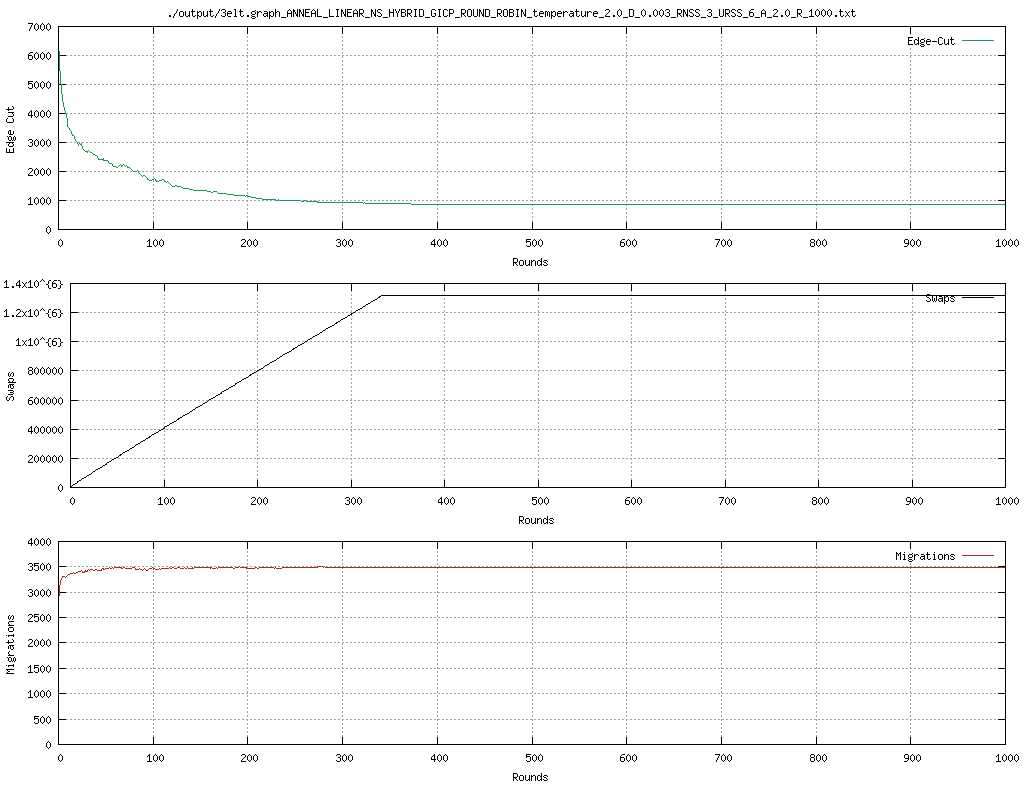 ./output/3elt.graph_ANNEAL_LINEAR_NS_HYBRID_GICP_ROUND_ROBIN_temperature_2.0_D_0.003_RNSS_3_URSS_6_A_2.0_R_1000.txt
7000
6000
5000
4000
3000
2000
1000
0
Edge Cut
Edge-Cut
0 100 200 300 400 500 600 700 800 900 1000
Rounds
1.4x10^{6}
1.2x10^{6}
1x10^{6}
800000
600000
400000
200000
0
Swaps
Swaps
0 100 200 300 400 500 600 700 800 900 1000
Rounds
4000
3500
3000
2500
2000
1500
1000
500
0
Migrations
Migrations
0 100 200 300 400 500 600 700 800 900 1000
Rounds